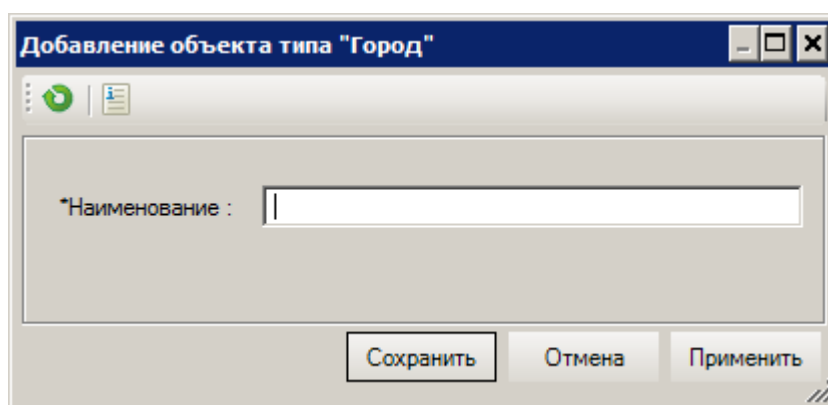 Добавление объекта типа "Город"
*Наименование :
Сохранить Отмена Применить